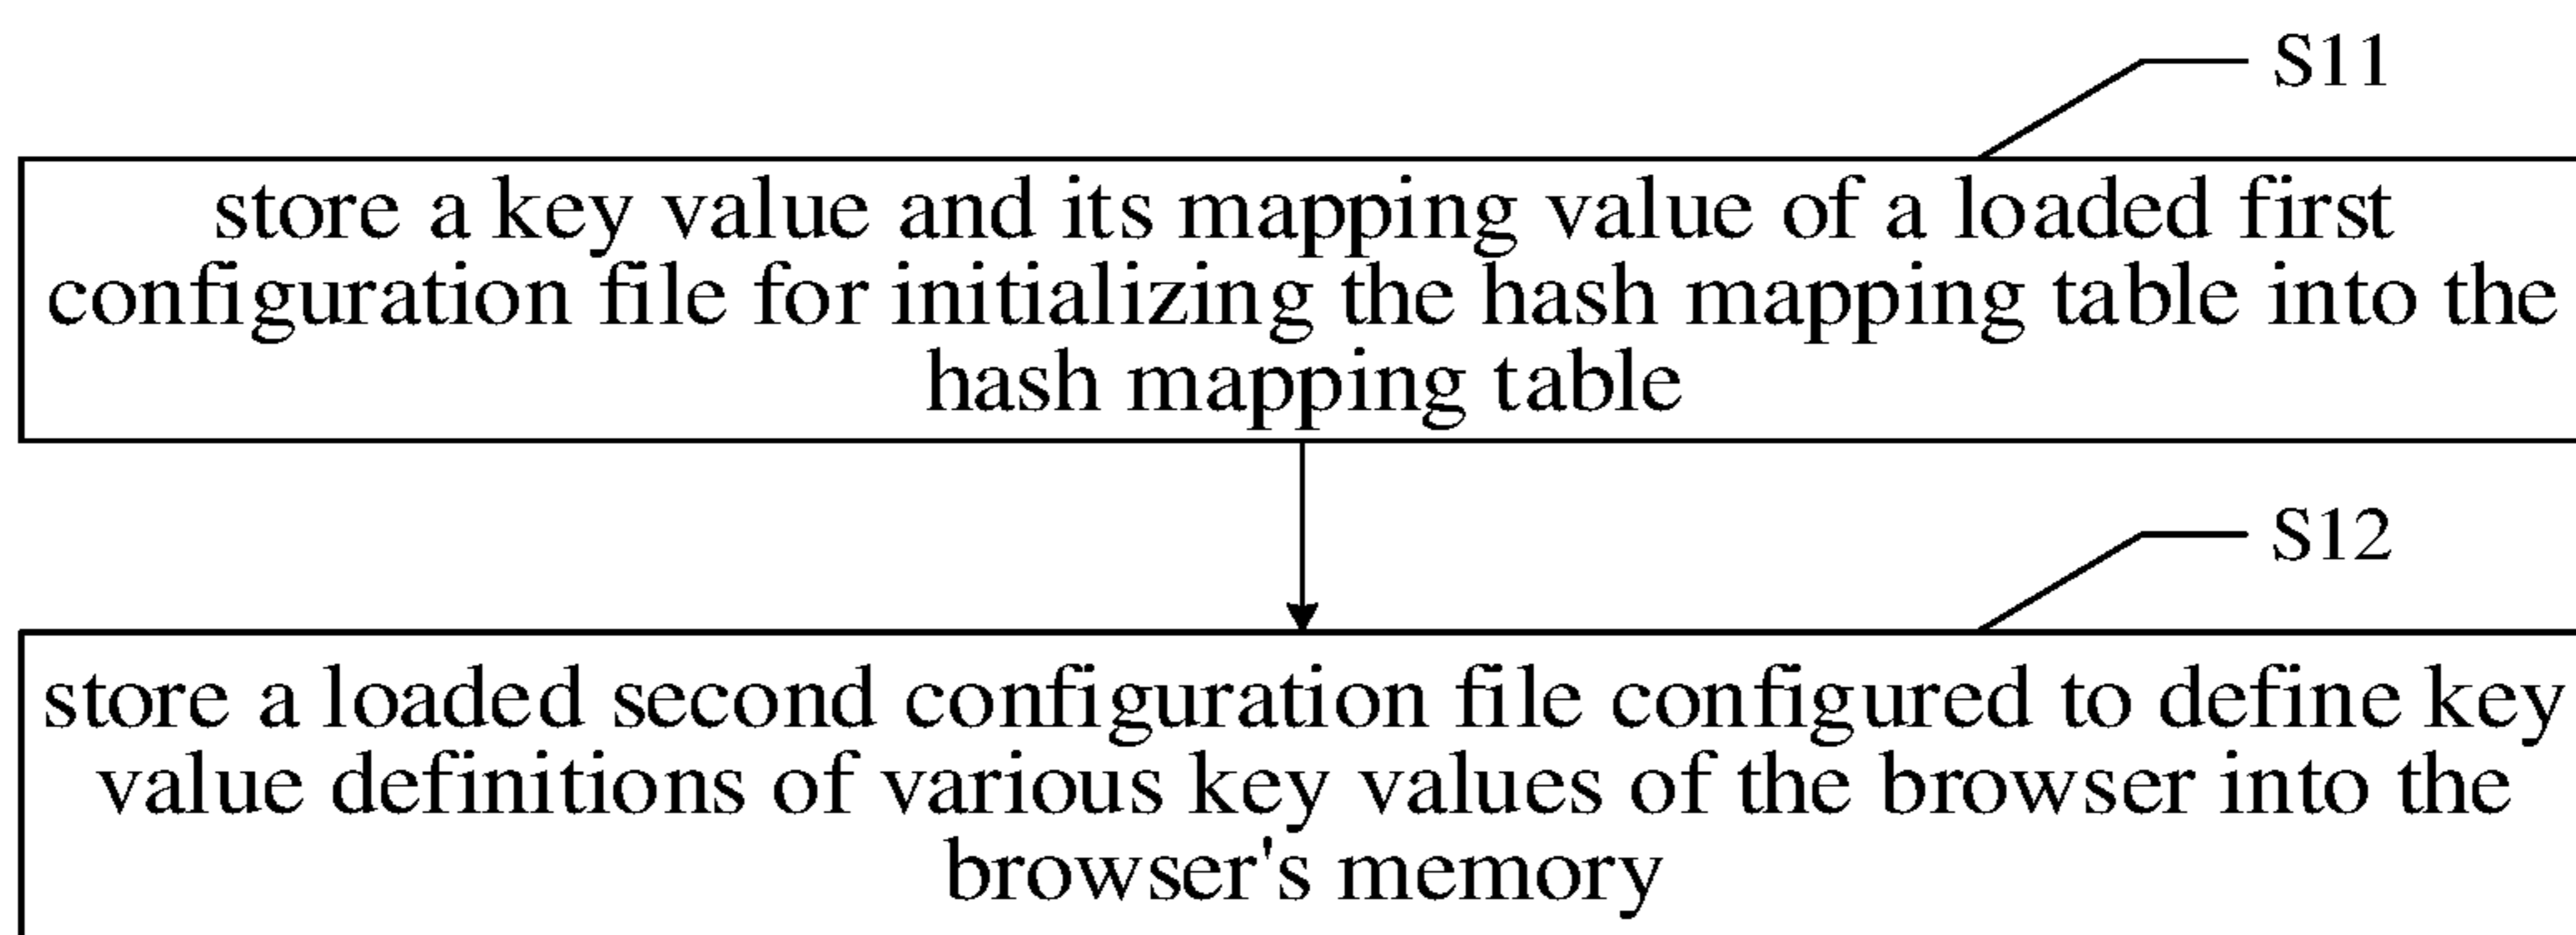 S11
store a key value and its mapping value of a loaded first
configuration file for initializing the hash mapping table into the
hash mapping table
S12
store a loaded second configuration file configured to define key
value definitions of various key values of the browser into the
browser's memory